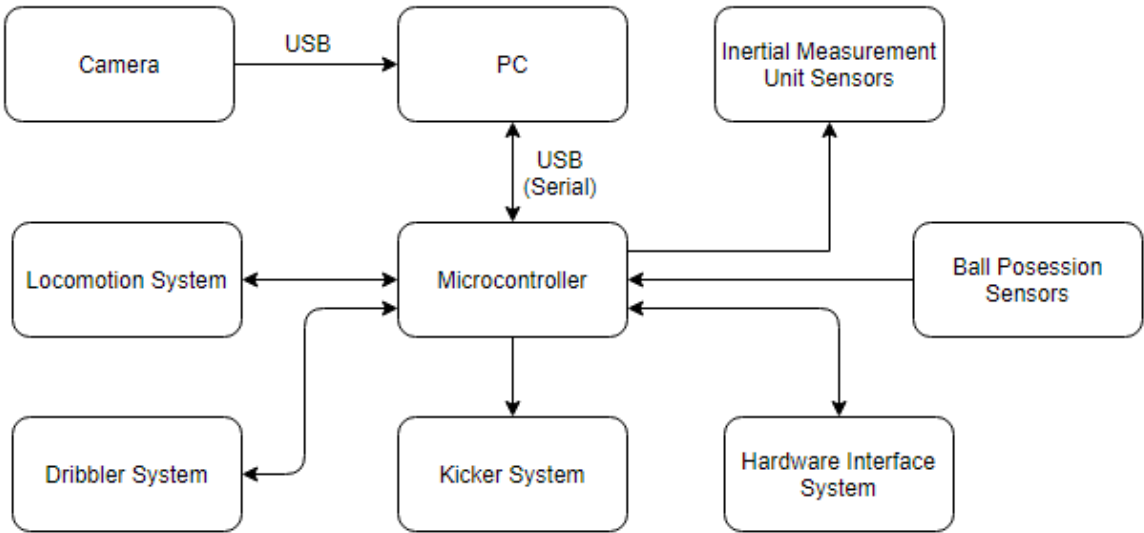 Camera
USB
PC
Inertial Measurement
Unit Sensors
USB
(Serial)
Locomotion System
Microcontroller
Ball Posession
Sensors
Dribbler System
Kicker System
Hardware Interface
System